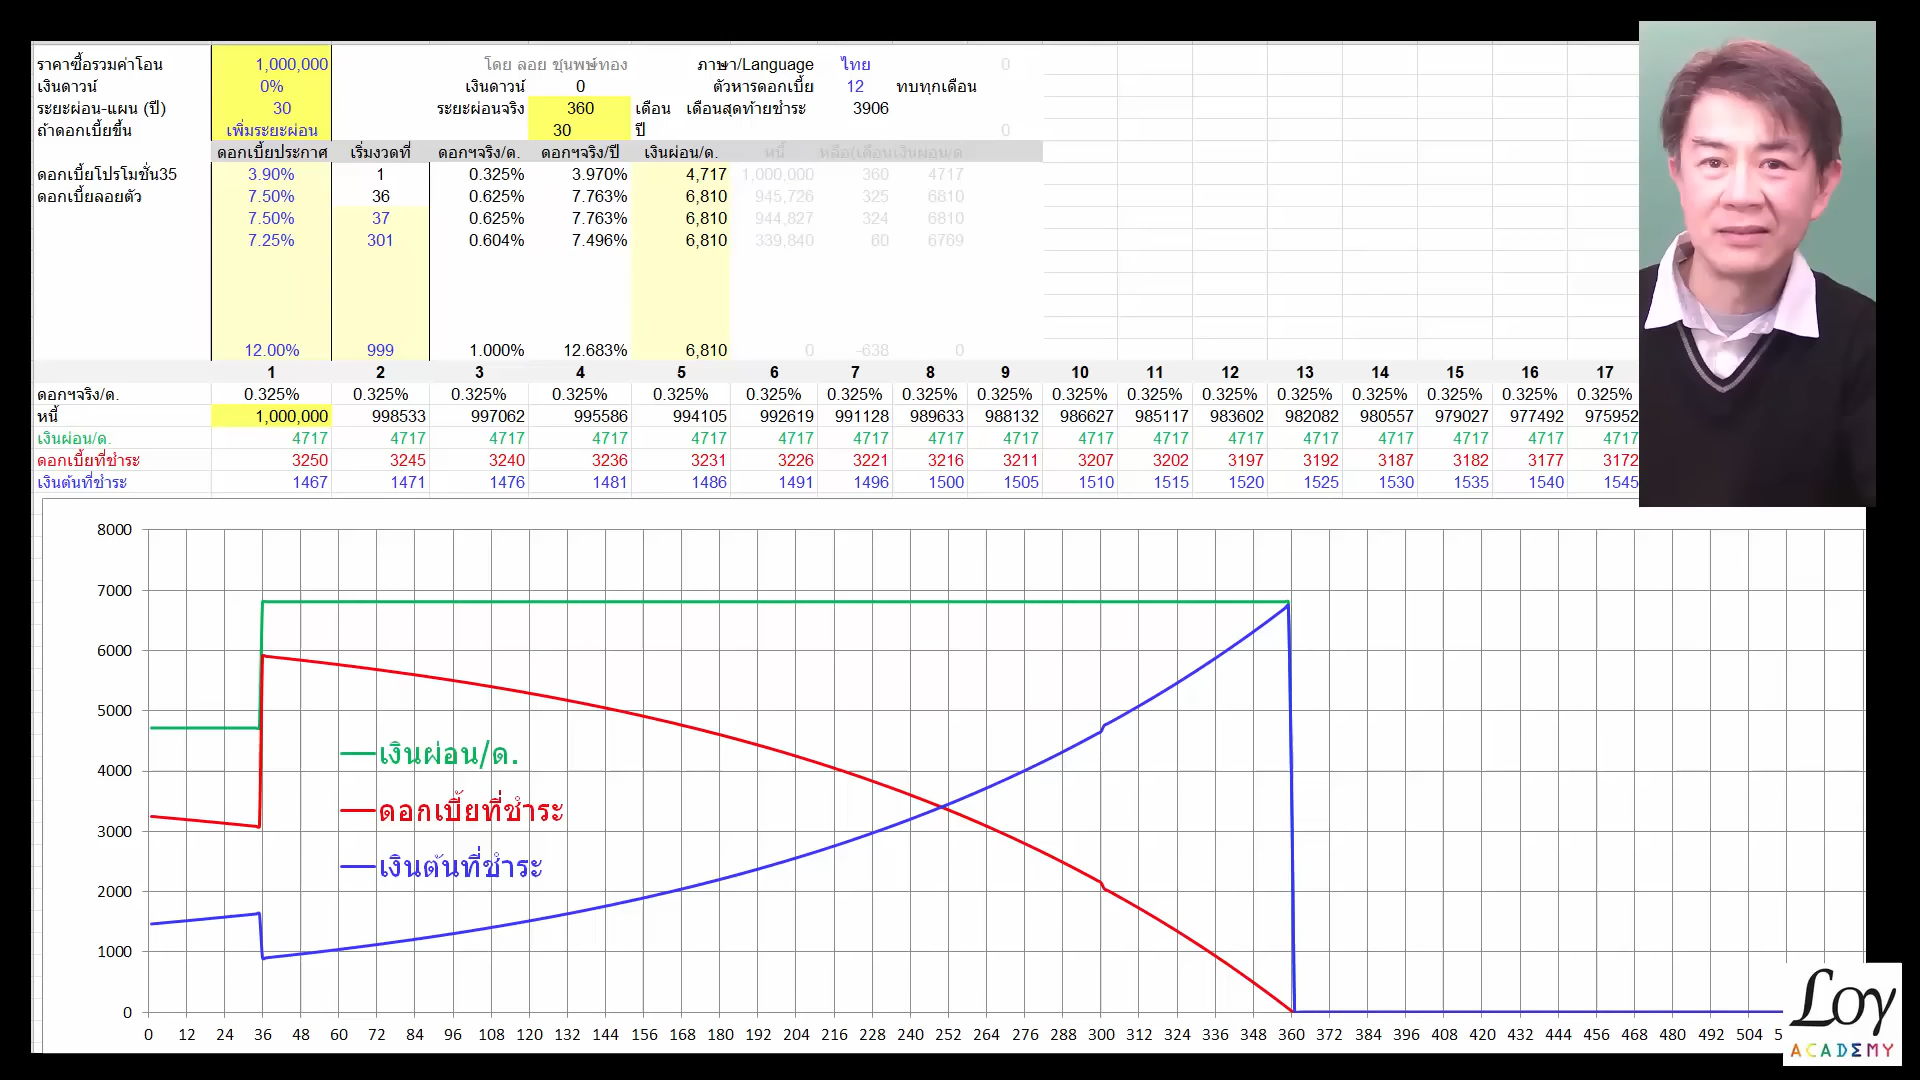 ราคาซื้อรวมค่าโอน 1,000,000 โดย ลอย ชุนพงษ์ทอง ภาษา/Language ไทย 0
เงินดาวน์ 0% เงินดาวน์ 0 ตัวหารดอกเบี้ย 12 ทบทุกเดือน
ระยะผ่อน-แผน (ปี) 30 ระยะผ่อนจริง 360 เดือน เดือนสุดท้ายชำระ 3906
ถ้าดอกเบี้ยขึ้น เพิ่มระยะผ่อน 30 ปี 0
ดอกเบี้ยประกาศ เริ่มงวดที่ ดอกฯจริง/ด. ดอกฯจริง/ปี เงินผ่อน/ด. หนี้ หลือ(เดือน เงินผอน/ด
ดอกเบี้ยโปรโมชั่น35 3.90% 1 0.325% 3.970% 4,717 1,000,000 360 4717
ดอกเบี้ยลอยตัว 7.50% 36 0.625% 7.763% 6,810 945,726 325 6810
7.50% 37 0.625% 7.763% 6,810 944,827 324 6810
7.25% 301 0.604% 7.496% 6,810 339,840 60 6769
12.00% 999 1.000% 12.683% 6,810 0 -638 0
1 2 3 4 5 6 7 8 9 10 11 12 13 14 15 16 17
ดอกฯจริง/ด. 0.325% 0.325% 0.325% 0.325% 0.325% 0.325% 0.325% 0.325% 0.325% 0.325% 0.325% 0.325% 0.325% 0.325% 0.325% 0.325% 0.325%
หนี้ 1,000,000 998533 997062 995586 994105 992619 991128 989633 988132 986627 985117 983602 982082 980557 979027 977492 975952
เงินผ่อน/ด. 4717 4717 4717 4717 4717 4717 4717 4717 4717 4717 4717 4717 4717 4717 4717 4717 4717
ดอกเบี้ยที่ชำระ 3250 3245 3240 3236 3231 3226 3221 3216 3211 3207 3202 3197 3192 3187 3182 3177 3172
เงินต้นที่ชำระ 1467 1471 1476 1481 1486 1491 1496 1500 1505 1510 1515 1520 1525 1530 1535 1540 1545
8000
7000
6000
5000
4000
3000
2000
1000
0
เงินผ่อน/ด.
ดอกเบี้ยที่ชำระ
เงินต้นที่ชำระ
0 12 24 36 48 60 72 84 96 108 120 132 144 156 168 180 192 204 216 228 240 252 264 276 288 300 312 324 336 348 360 372 384 396 408 420 432 444 456 468 480 492 504
Loy
ACADEMY